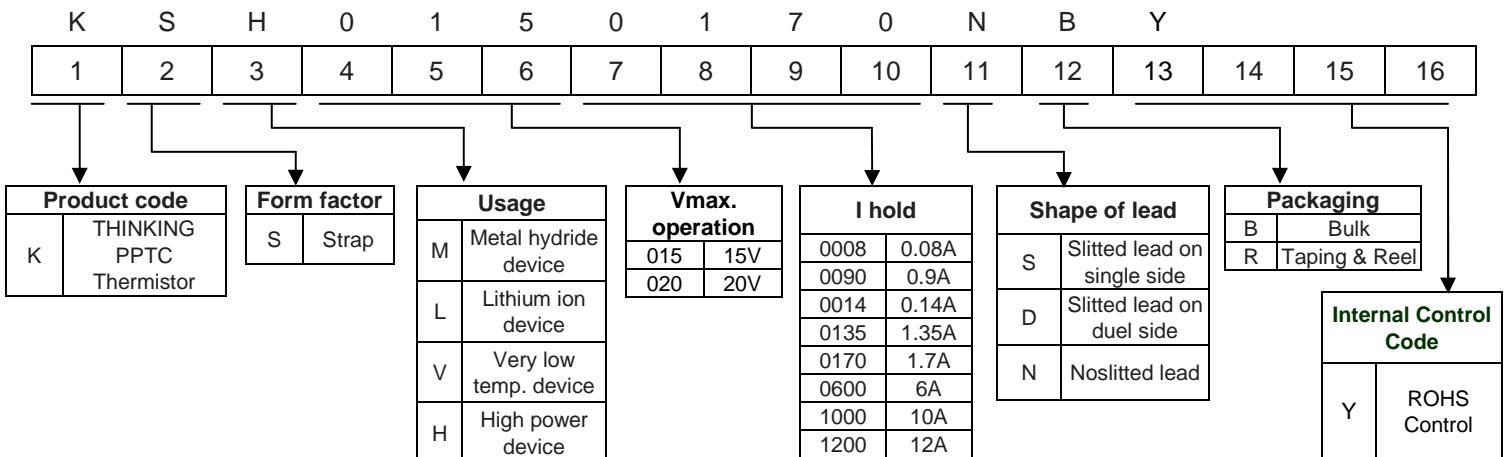 K S H 0 1 5 0 1 7 0 N B Y
1 2 3 4 5 6 7 8 9 10 11 12 13 14 15 16
Product code
K
THINKING
PPTC
Thermistor
Form factor
S Strap
Usage
M
Metal hydride
device
L
Lithium ion
device
V
Very low
temp. device
H
High power
device
Vmax.
operation
015 15V
020 20V
I hold
0008 0.08A
0090 0.9A
0014 0.14A
0135 1.35A
0170 1.7A
0600 6A
1000 10A
1200 12A
Shape of lead
S
Slitted lead on
single side
D
Slitted lead on
duel side
N Noslitted lead
Packaging
B Bulk
R Taping & Reel
Internal Control
Code
Y
ROHS
Control